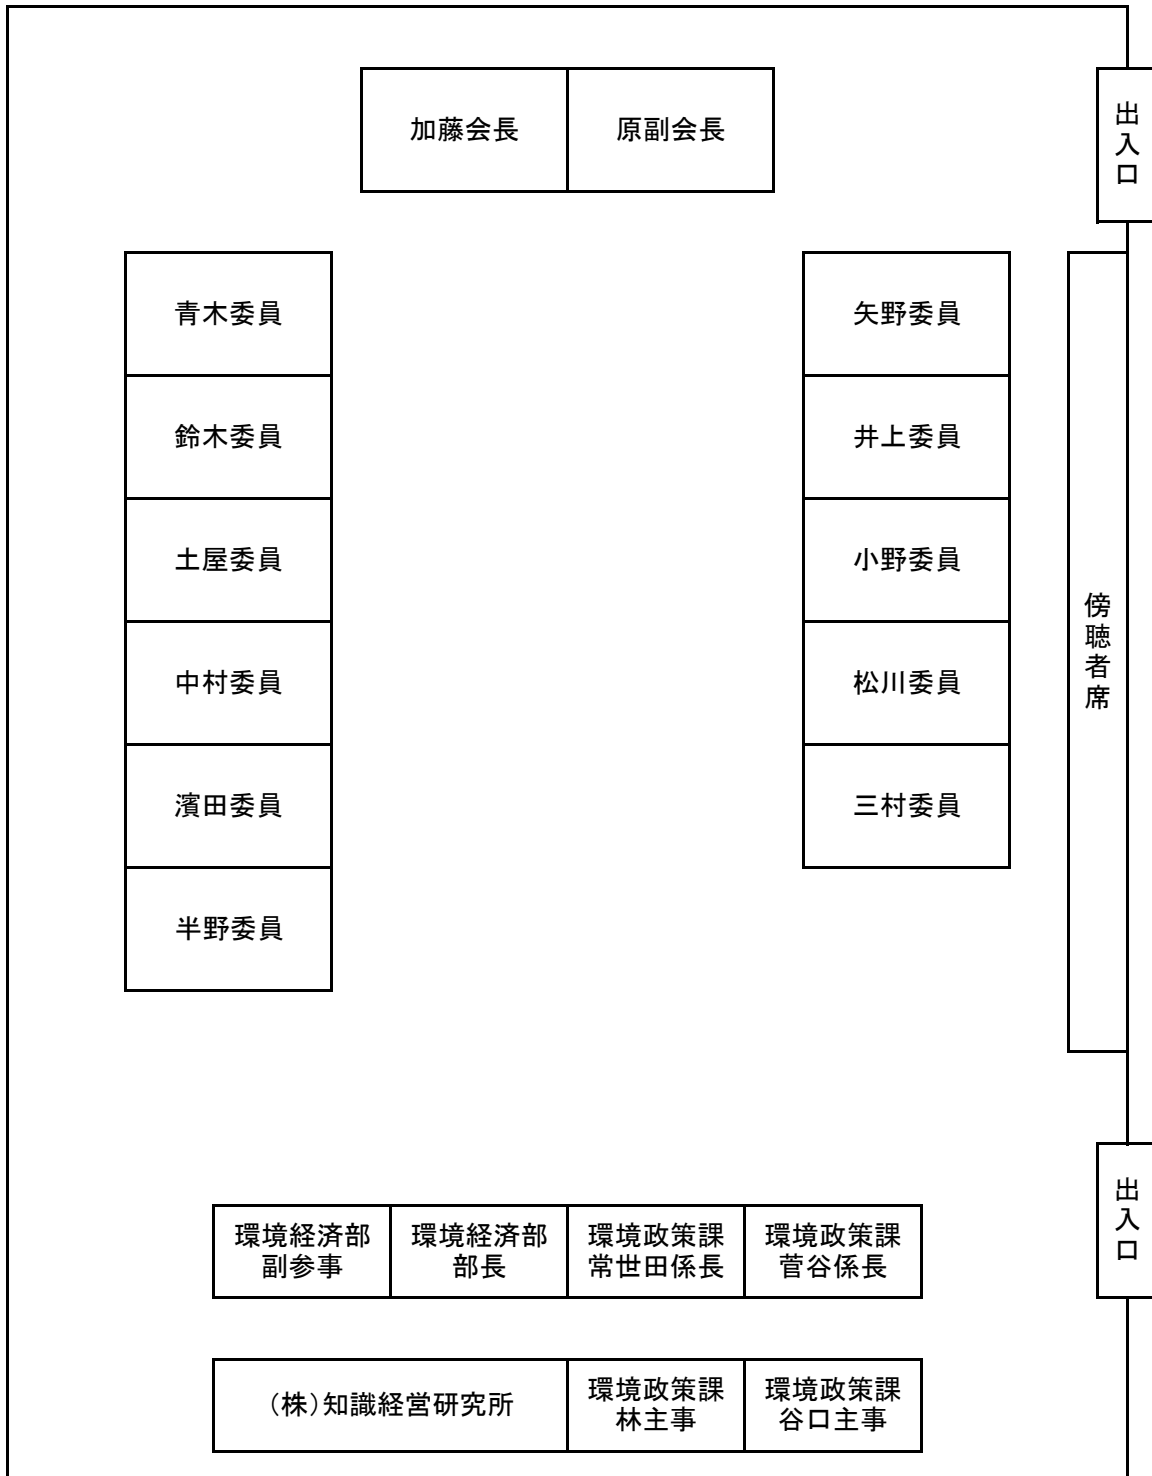 加藤会長
原副会長
出入口
青木委員
矢野委員
鈴木委員
井上委員
土屋委員
小野委員
中村委員
松川委員
傍聴者席
濱田委員
三村委員
半野委員
出入口
環境経済部
副参事
環境経済部
部長
環境政策課
常世田係長
環境政策課
菅谷係長
（株）知識経営研究所
環境政策課
林主事
環境政策課
谷口主事